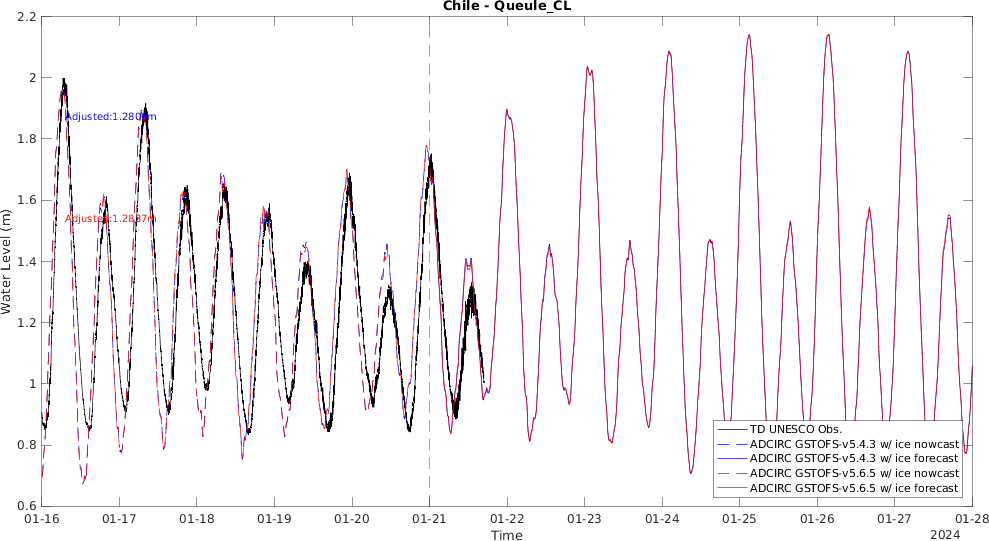 Chile - Queule_CL
2.2
2
1.8
1.6
1.4
1.2
1
0.8
0.6
Water Level (m)
Adjusted:1.280 m
Adjusted:1.2837m
TD UNESCO Obs.
ADCIRC GSTOFS-v5.4.3 w/ ice nowcast
ADCIRC GSTOFS-v5.4.3 w/ ice forecast
ADCIRC GSTOFS-v5.6.5 w/ ice nowcast
ADCIRC GSTOFS-v5.6.5 w/ ice forecast
01-16 01-17 01-18 01-19 01-20 01-21 01-22 01-23 01-24 01-25 01-26 01-27 01-28
Time
2024